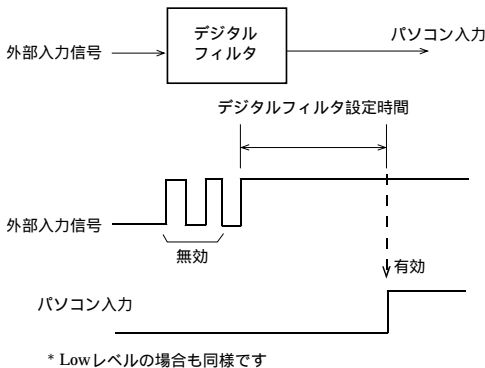 デジタル
フィルタ
外部入力信号
パソコン入力
デジタルフィルタ設定時間
外部入力信号
無効
有効
パソコン入力
* Lowレベルの場合も同様です